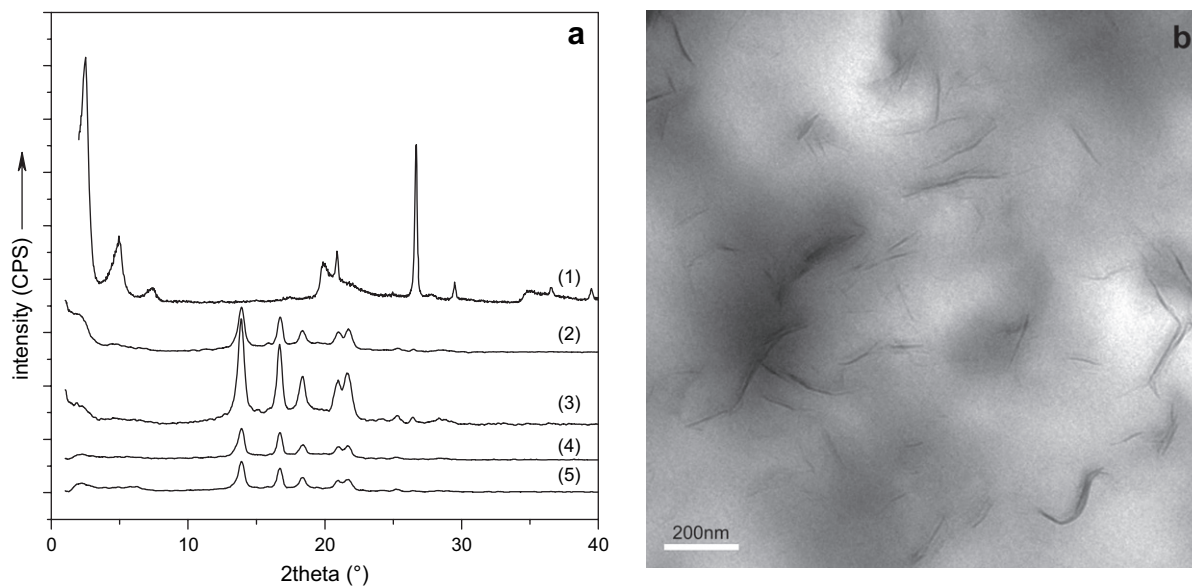 a
intensity (CPS)
(1)
(2)
(3)
(4)
(5)
0 10 20 30 40
2theta (°)
b
200nm